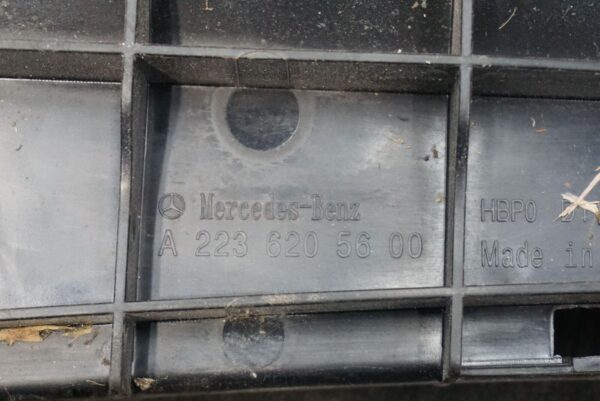 Mercedes-Benz
A 223 620 56 00
HBPO
Made in